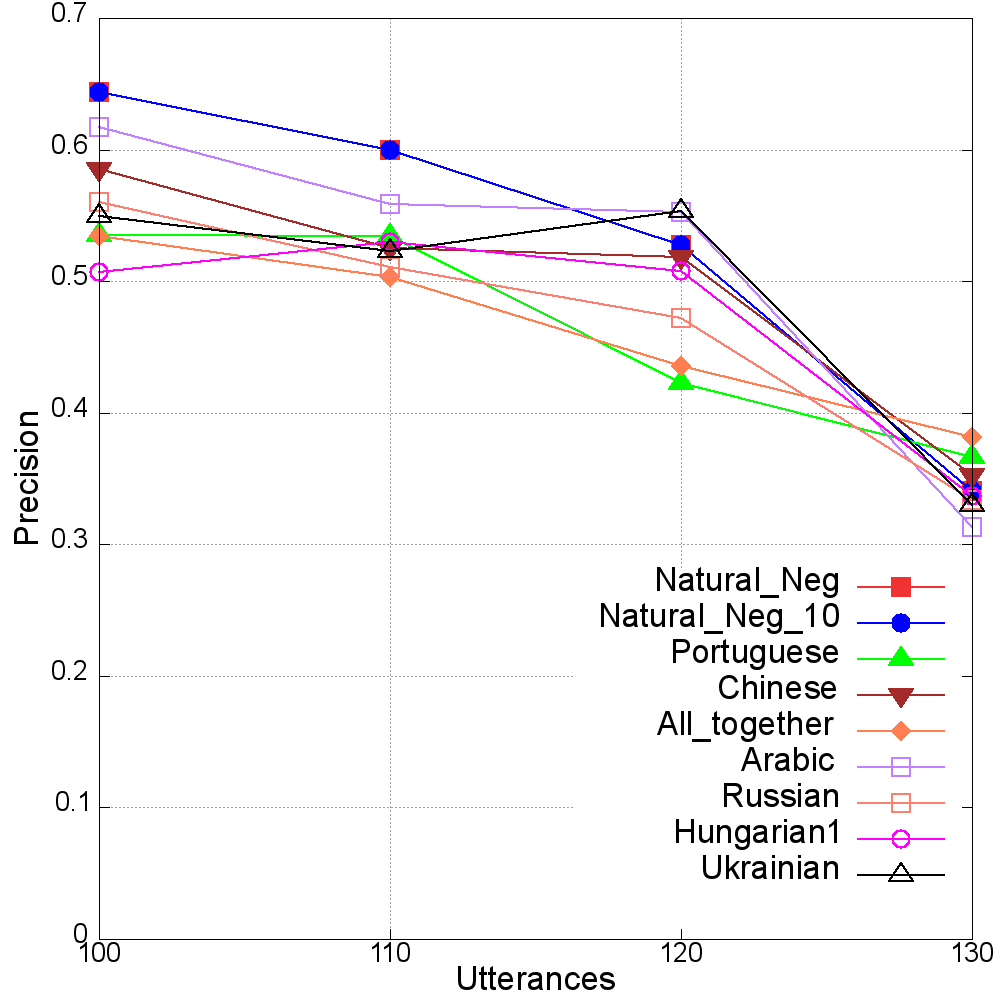 0.7
0.6
0.5
0.4
0.3
0.2
0.1
0
Precision
Natural_Neg
Natural_Neg_10
Portuguese
Chinese
All_together
Arabic
Russian
Hungarian1
Ukrainian
100 110 120 130
Utterances